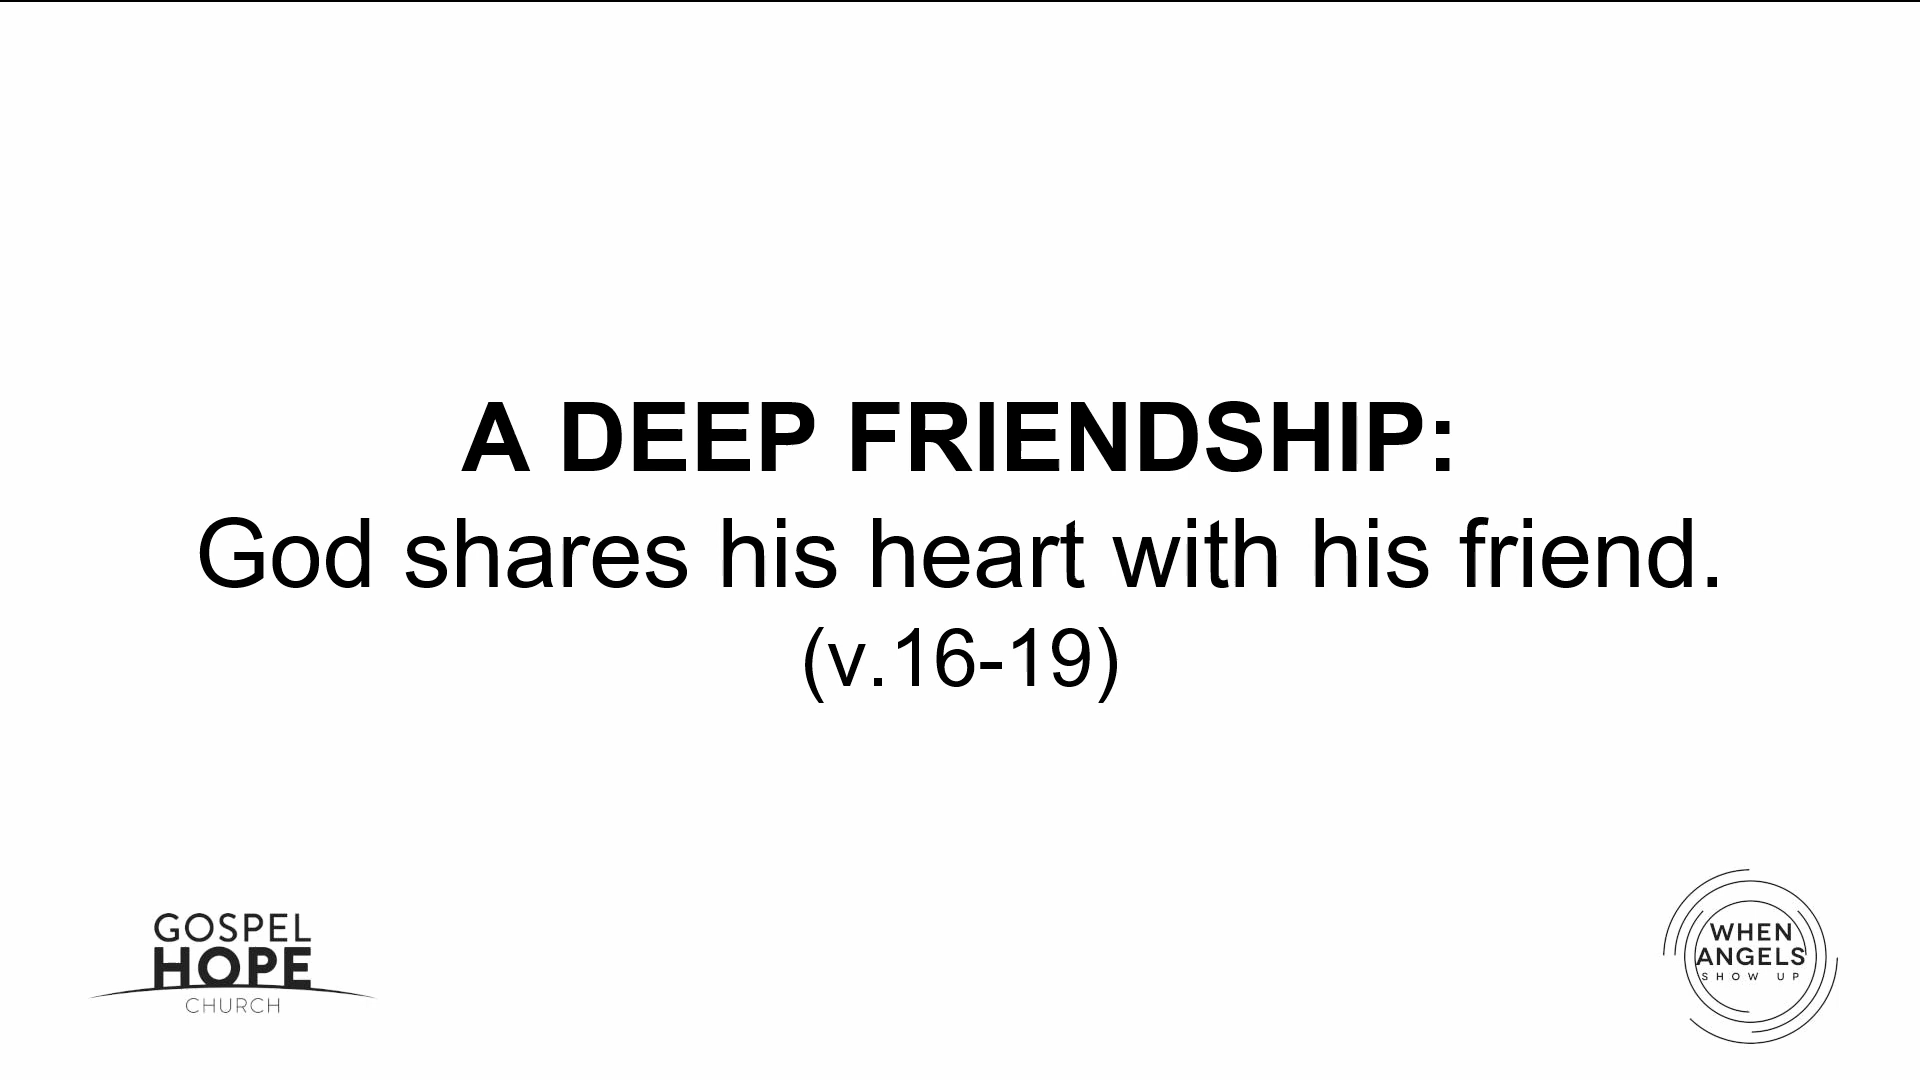 A DEEP FRIENDSHIP:
God shares his heart with his friend.
(v.16-19)
GOSPEL
HOPE
CHURCH
WHEN
ANGELS
SHOW UP